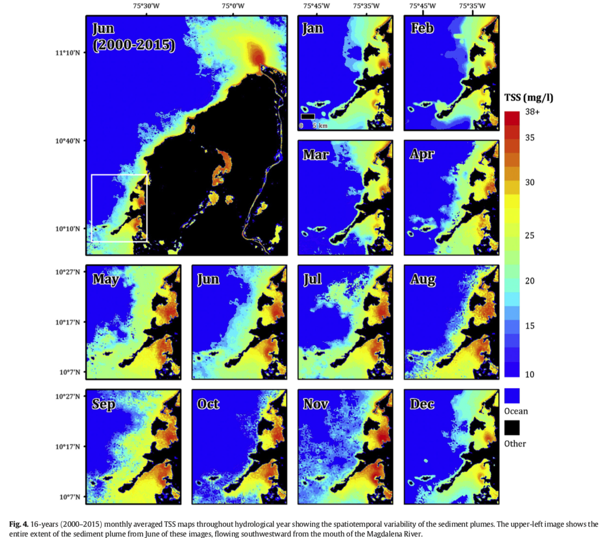 75°30'W 75°0'W 75°45'W 75°35'W 75°45'W 75°35'W
Jun
(2000-2015)
Jan
Feb
11°10'N
TSS (mg/l)
38+
35
30
25
20
15
10
Ocean
Other
10°40'N
Mar
Apr
10°10'N
10°27'N
May
Jun
Jul
Aug
10°17'N
10°7'N
10°27'N
Sep
Oct
Nov
Dec
10°17'N
10°7'N
Fig. 4. 16-years (2000–2015) monthly averaged TSS maps throughout hydrological year showing the spatiotemporal variability of the sediment plumes. The upper-left image shows the
entire extent of the sediment plume from June of these images, flowing southwestward from the mouth of the Magdalena River.